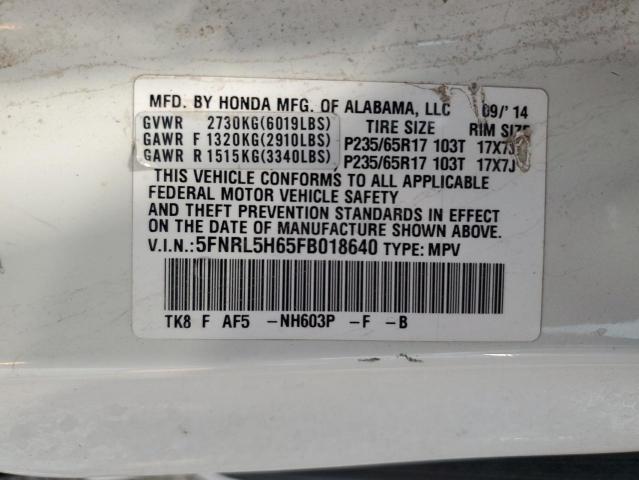 MFD. BY HONDA MFG. OF ALABAMA, LLC 09/' 14
GVWR 2730KG(6019LBS) TIRE SIZE RIM SIZE
GAWR F 1320KG(2910LBS) P235/65R17 103T 17X7J
GAWR R 1515KG(3340LBS) P235/65R17 103T 17X7J
THIS VEHICLE CONFORMS TO ALL APPLICABLE
FEDERAL MOTOR VEHICLE SAFETY
AND THEFT PREVENTION STANDARDS IN EFFECT
ON THE DATE OF MANUFACTURE SHOWN ABOVE.
V.I.N.:5FNRL5H65FB018640 TYPE: MPV
TK8 F AF5 -NH603P -F -B